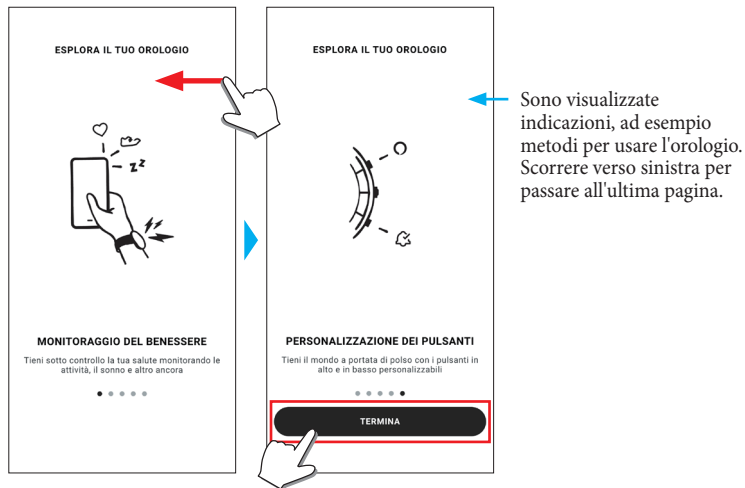 ESPLORA IL TUO OROLOGIO
z z
MONITORAGGIO DEL BENESSERE
Tieni sotto controllo la tua salute monitorando le
attività, il sonno e altro ancora
ESPLORA IL TUO OROLOGIO
PERSONALIZZAZIONE DEI PULSANTI
Tieni il mondo a portata di polso con i pulsanti in
alto e in basso personalizzabili
TERMINA
Sono visualizzate
indicazioni, ad esempio
metodi per usare l'orologio.
Scorrere verso sinistra per
passare all'ultima pagina.